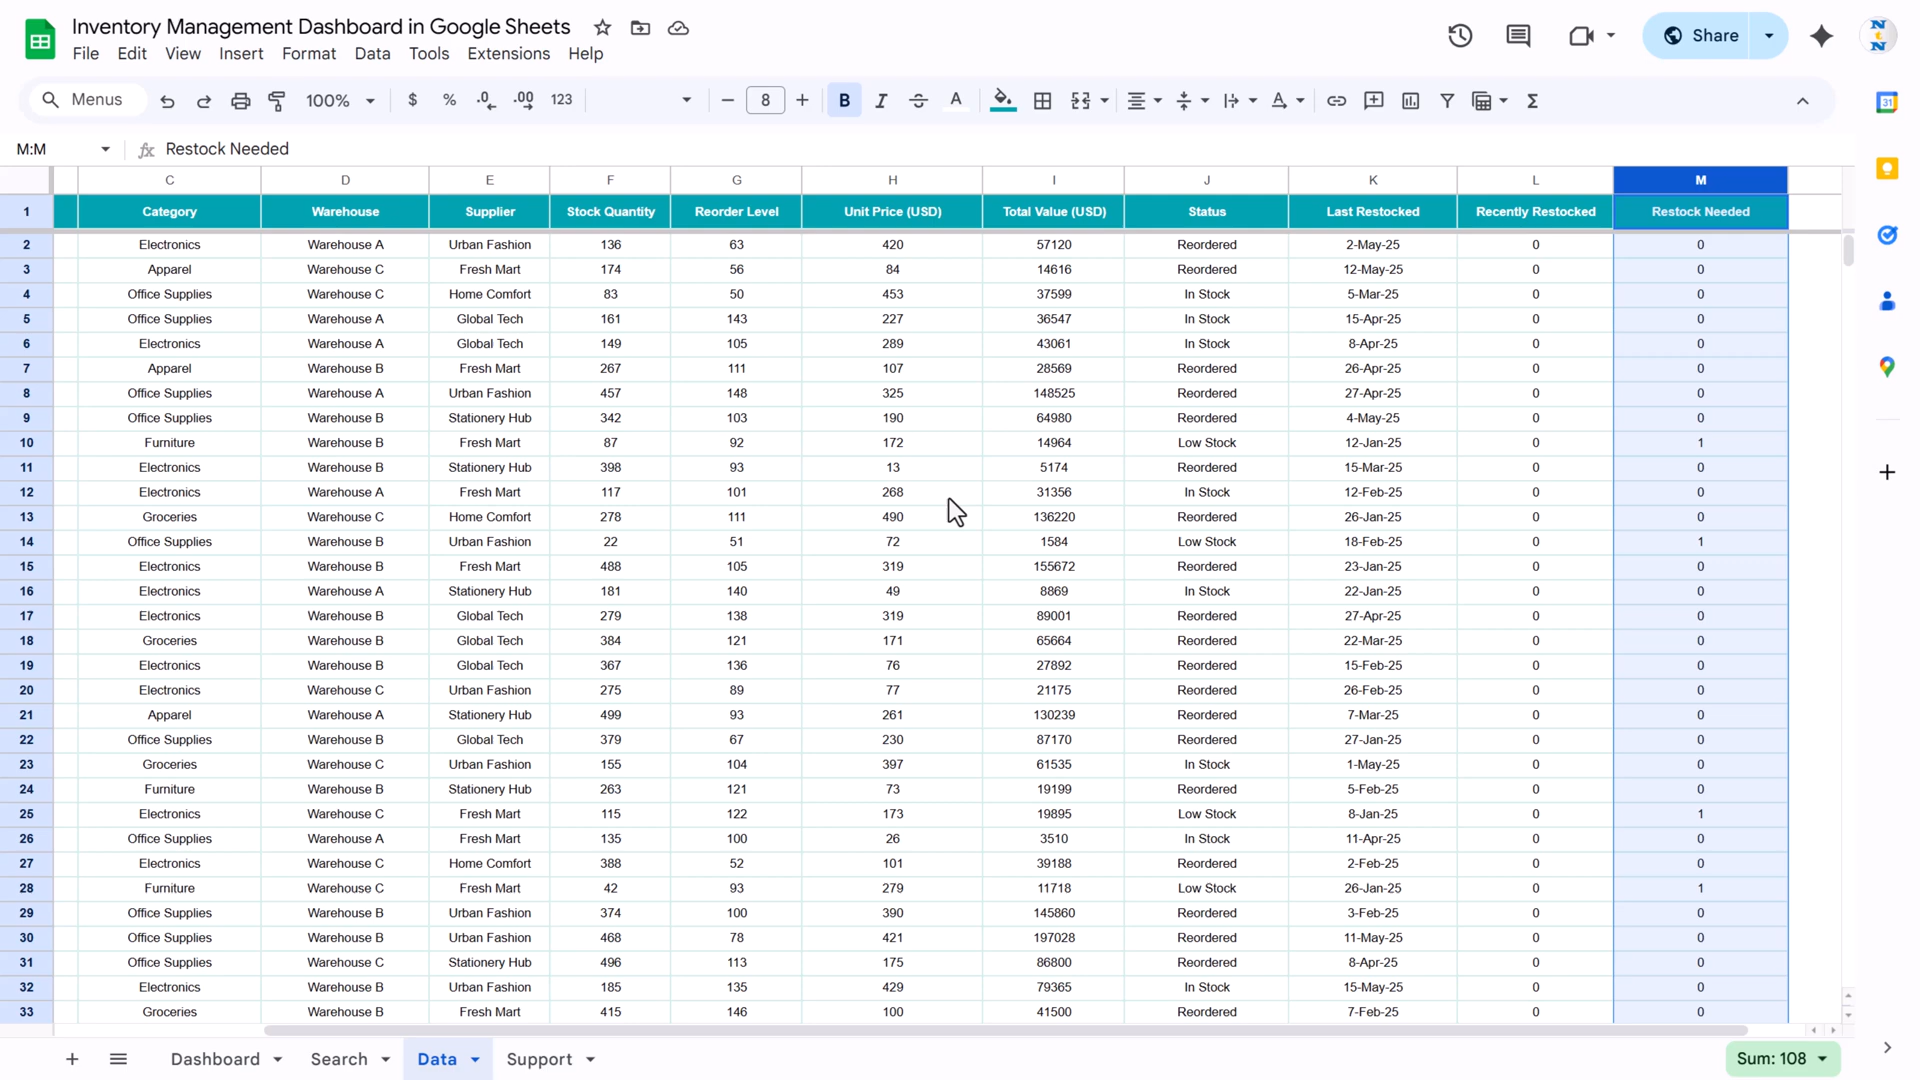 Inventory Management Dashboard in Google Sheets
File Edit View Insert Format Data Tools Extensions Help
Share
Menus 100% $ % .0 .00 123 8 B I A
M:M fx Restock Needed
C D E F G H I J K L M
1 Category Warehouse Supplier Stock Quantity Reorder Level Unit Price (USD) Total Value (USD) Status Last Restocked Recently Restocked Restock Needed
2 Electronics Warehouse A Urban Fashion 136 63 420 57120 Reordered 2-May-25 0 0
3 Apparel Warehouse C Fresh Mart 174 56 84 14616 Reordered 12-May-25 0 0
4 Office Supplies Warehouse C Home Comfort 83 50 453 37599 In Stock 5-Mar-25 0 0
5 Office Supplies Warehouse A Global Tech 161 143 227 36547 In Stock 15-Apr-25 0 0
6 Electronics Warehouse A Global Tech 149 105 289 43061 In Stock 8-Apr-25 0 0
7 Apparel Warehouse B Fresh Mart 267 111 107 28569 Reordered 26-Apr-25 0 0
8 Office Supplies Warehouse A Urban Fashion 457 148 325 148525 Reordered 27-Apr-25 0 0
9 Office Supplies Warehouse B Stationery Hub 342 103 190 64980 Reordered 4-May-25 0 0
10 Furniture Warehouse B Fresh Mart 87 92 172 14964 Low Stock 12-Jan-25 0 1
11 Electronics Warehouse B Stationery Hub 398 93 13 5174 Reordered 15-Mar-25 0 0
12 Electronics Warehouse A Fresh Mart 117 101 268 31356 In Stock 12-Feb-25 0 0
13 Groceries Warehouse C Home Comfort 278 111 490 136220 Reordered 26-Jan-25 0 0
14 Office Supplies Warehouse B Urban Fashion 22 51 72 1584 Low Stock 18-Feb-25 0 1
15 Electronics Warehouse B Fresh Mart 488 105 319 155672 Reordered 23-Jan-25 0 0
16 Electronics Warehouse A Stationery Hub 181 140 49 8869 In Stock 22-Jan-25 0 0
17 Electronics Warehouse B Global Tech 279 138 319 89001 Reordered 27-Apr-25 0 0
18 Groceries Warehouse B Global Tech 384 121 171 65664 Reordered 22-Mar-25 0 0
19 Electronics Warehouse B Global Tech 367 136 76 27892 Reordered 15-Feb-25 0 0
20 Electronics Warehouse C Urban Fashion 275 89 77 21175 Reordered 26-Feb-25 0 0
21 Apparel Warehouse A Stationery Hub 499 93 261 130239 Reordered 7-Mar-25 0 0
22 Office Supplies Warehouse B Global Tech 379 67 230 87170 Reordered 27-Jan-25 0 0
23 Groceries Warehouse C Urban Fashion 155 104 397 61535 In Stock 1-May-25 0 0
24 Furniture Warehouse B Stationery Hub 263 121 73 19199 Reordered 5-Feb-25 0 0
25 Electronics Warehouse C Fresh Mart 115 122 173 19895 Low Stock 8-Jan-25 0 1
26 Office Supplies Warehouse A Fresh Mart 135 100 26 3510 In Stock 11-Apr-25 0 0
27 Electronics Warehouse C Home Comfort 388 52 101 39188 Reordered 2-Feb-25 0 0
28 Furniture Warehouse C Fresh Mart 42 93 279 11718 Low Stock 26-Jan-25 0 1
29 Office Supplies Warehouse B Urban Fashion 374 100 390 145860 Reordered 3-Feb-25 0 0
30 Office Supplies Warehouse B Urban Fashion 468 78 421 197028 Reordered 11-May-25 0 0
31 Office Supplies Warehouse C Stationery Hub 496 113 175 86800 Reordered 8-Apr-25 0 0
32 Electronics Warehouse B Urban Fashion 185 135 429 79365 In Stock 15-May-25 0 0
33 Groceries Warehouse B Fresh Mart 415 146 100 41500 Reordered 7-Feb-25 0 0
Dashboard Search Data Support Sum: 108